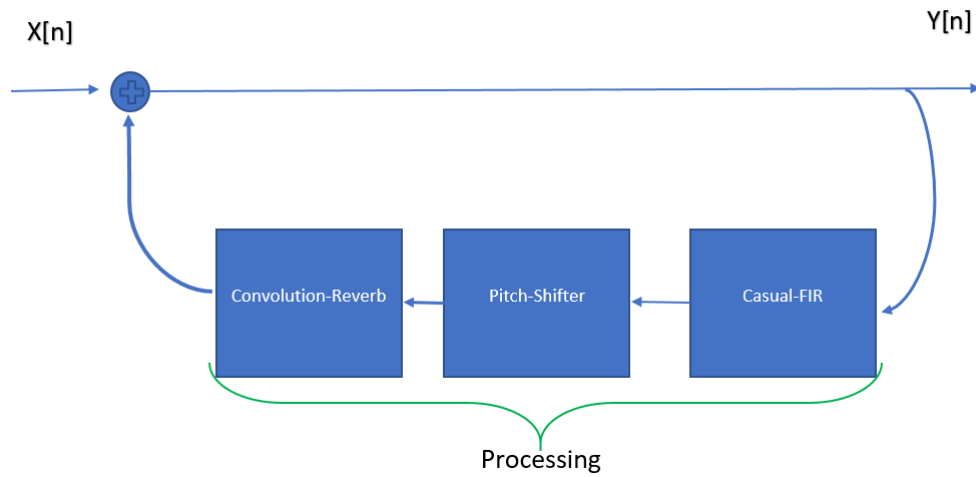 X[n]
Y[n]
Convolution-Reverb
Pitch-Shifter
Casual-FIR
Processing